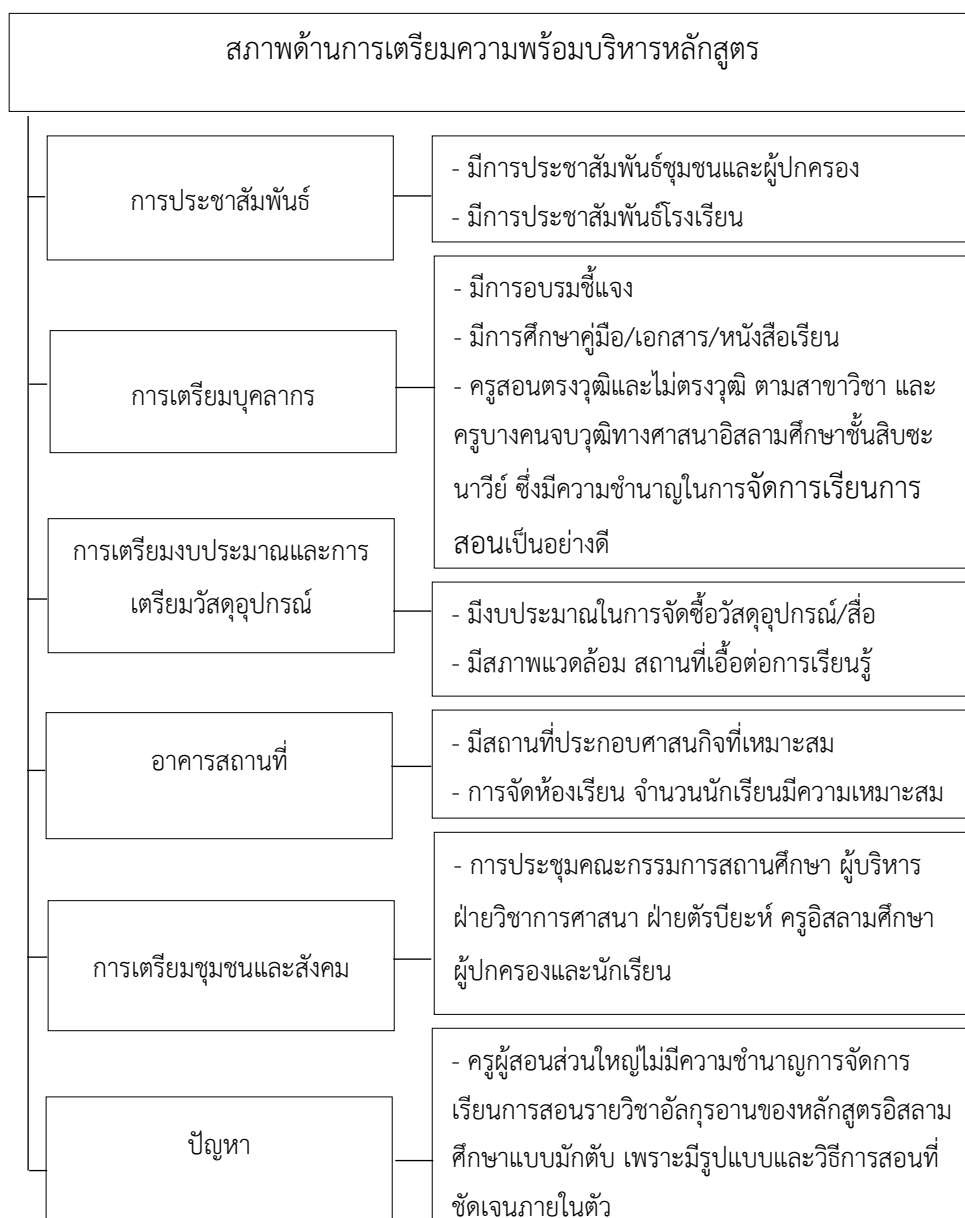 สภาพด้านการเตรียมความพร้อมบริหารหลักสูตร
การประชาสัมพันธ์
- มีการประชาสัมพันธ์ชุมชนและผู้ปกครอง
- มีการประชาสัมพันธ์โรงเรียน
การเตรียมบุคลากร
- มีการอบรมชี้แจง
- มีการศึกษาคู่มือ/เอกสาร/หนังสือเรียน
- ครูสอนตรงวุฒิและไม่ตรงวุฒิ ตามสาขาวิชา และ
ครูบางคนจบวุฒิทางศาสนาอิสลามศึกษาชั้นสิบซะ
นาวีย์ ซึ่งมีความชำนาญในการจัดการเรียนการ
สอนเป็นอย่างดี
การเตรียมงบประมาณและการ
เตรียมวัสดุอุปกรณ์
- มีงบประมาณในการจัดซื้อวัสดุอุปกรณ์/สื่อ
- มีสภาพแวดล้อม สถานที่เอื้อต่อการเรียนรู้
อาคารสถานที่
- มีสถานที่ประกอบศาสนกิจที่เหมาะสม
- การจัดห้องเรียน จำนวนนักเรียนมีความเหมาะสม
การเตรียมชุมชนและสังคม
- การประชุมคณะกรรมการสถานศึกษา ผู้บริหาร
ฝ่ายวิชาการศาสนา ฝ่ายตัรบียะห์ ครูอิสลามศึกษา
ผู้ปกครองและนักเรียน
ปัญหา
- ครูผู้สอนส่วนใหญ่ไม่มีความชำนาญการจัดการ
เรียนการสอนรายวิชาอัลกุรอานของหลักสูตรอิสลาม
ศึกษาแบบมักตับ เพราะมีรูปแบบและวิธีการสอนที่
ชัดเจนภายในตัว